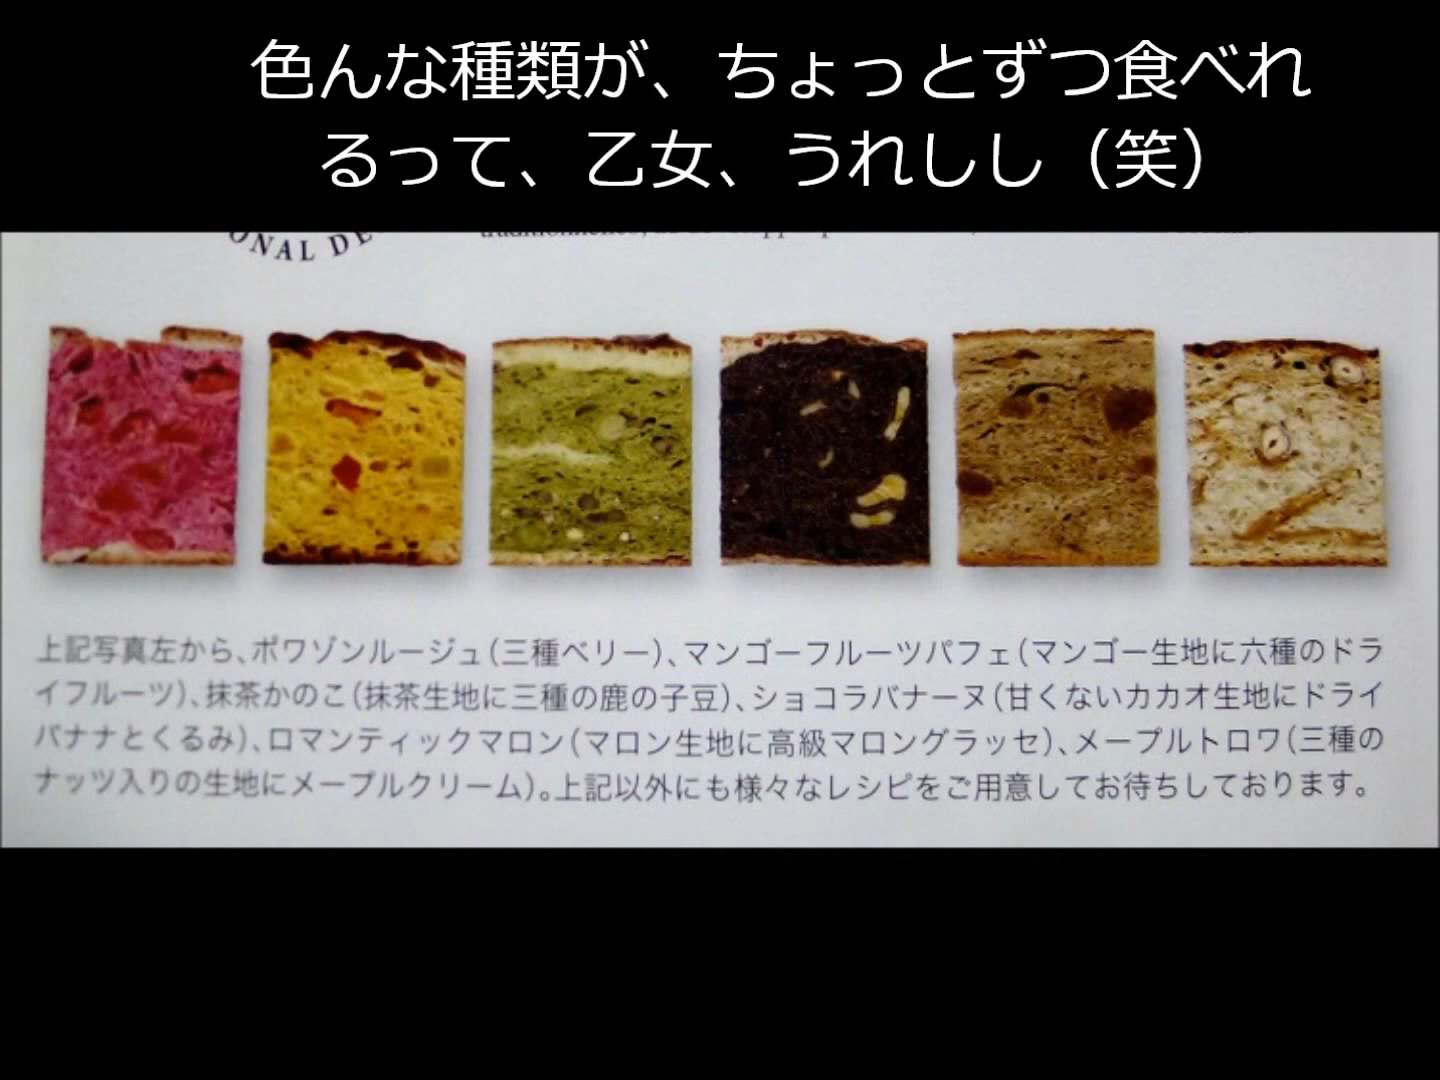 色んな種類が、ちょっとずつ食べれ
るって、乙女、うれしし（笑）
ONAL DE
上記写真左から、ポワゾンルージュ（三種ベリー）、マンゴーフルーツパフェ（マンゴー生地に六種のドラ
イフルーツ）、抹茶かのこ（抹茶生地に三種の鹿の子豆）、ショコラバナーヌ（甘くないカカオ生地にドライ
バナナとくるみ）、ロマンティックマロン（マロン生地に高級マロングラッセ）、メープルトロワ（三種の
ナッツ入りの生地にメープルクリーム）。上記以外にも様々なレシピをご用意してお待ちしております。